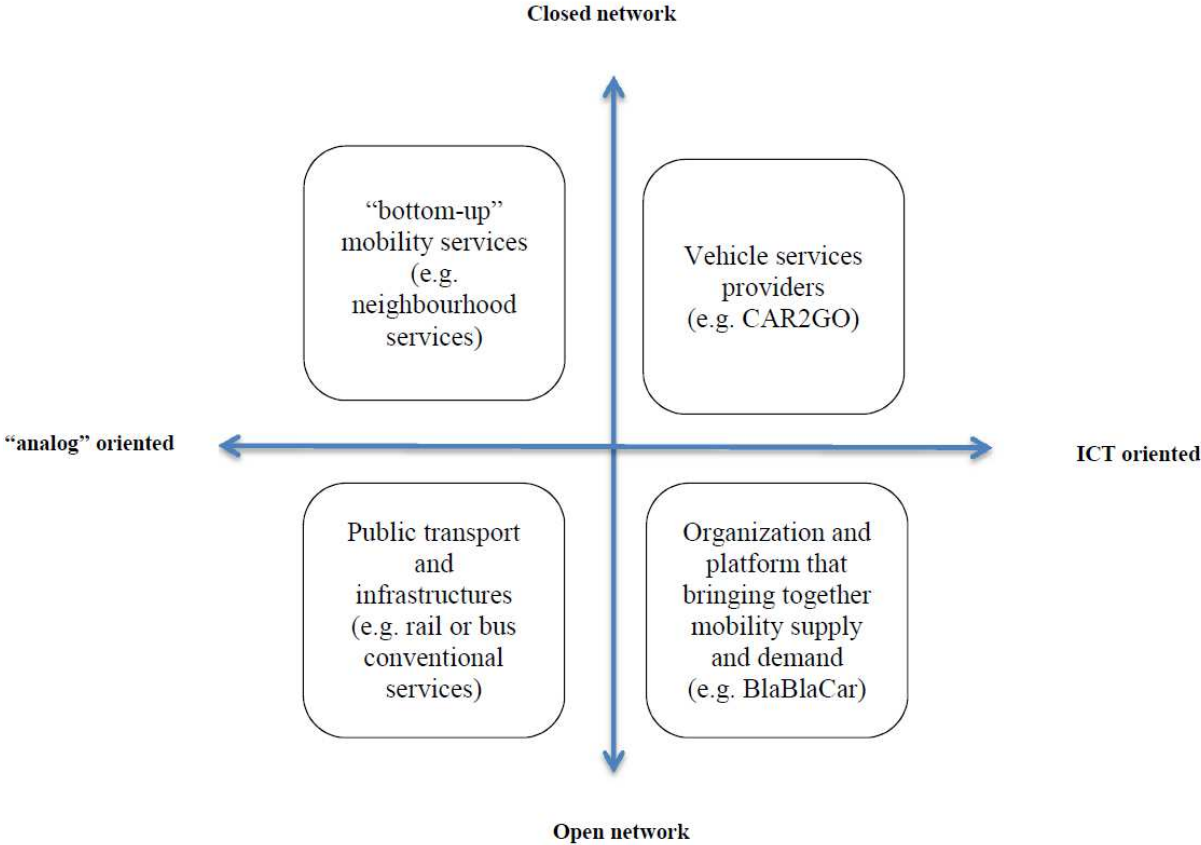 Closed network
“bottom-up”
mobility services
(e.g.
neighbourhood
services)
Vehicle services
providers
(e.g. CAR2GO)
“analog” oriented
ICT oriented
Public transport
and
infrastructures
(e.g. rail or bus
conventional
services)
Organization and
platform that
bringing together
mobility supply
and demand
(e.g. BlaBlaCar)
Open network